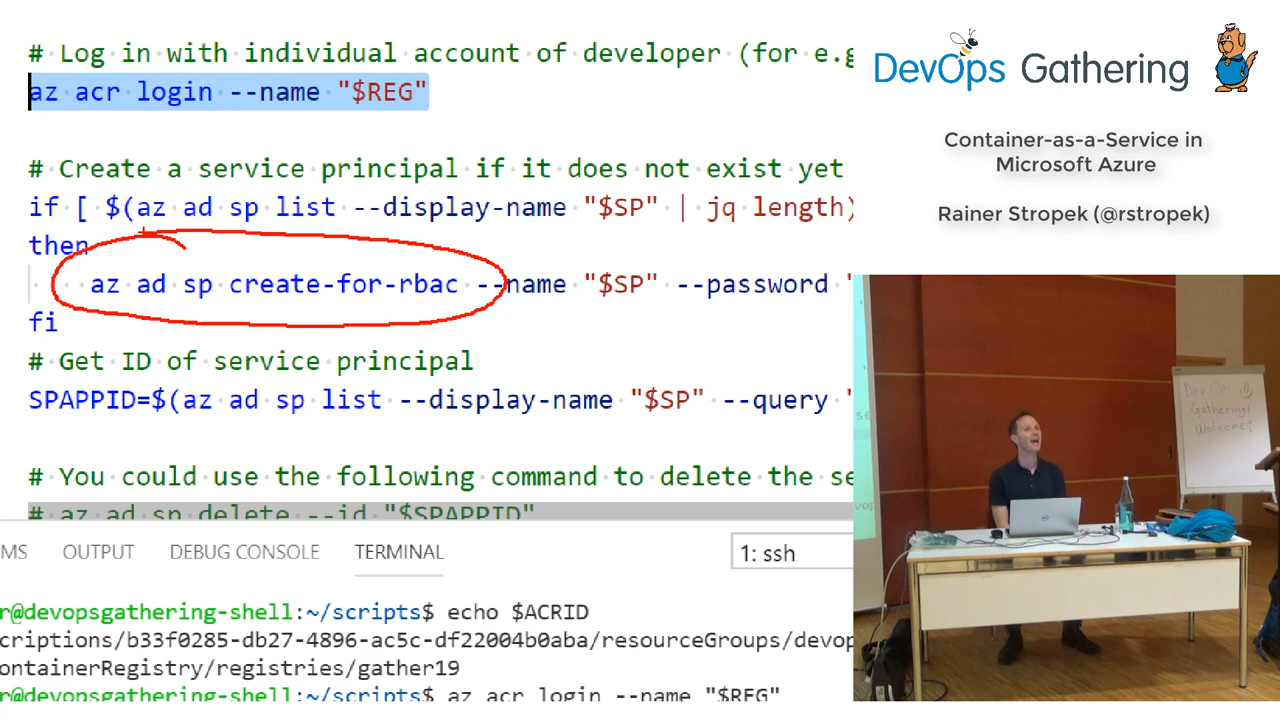 # Log in with individual account of developer (for e.g
az acr login --name "$REG"
# Create a service principal if it does not exist yet
if [ $(az ad sp list --display-name "$SP" | jq length)
then
az ad sp create-for-rbac --name "$SP" --password "
fi
# Get ID of service principal
SPAPPID=$(az ad sp list --display-name "$SP" --query "
# You could use the following command to delete the se
# az ad sp delete --id "$SPAPPID"
MS OUTPUT DEBUG CONSOLE TERMINAL 1: ssh
r@devopsgathering-shell:~/scripts$ echo $ACRID
criptions/b33f0285-db27-4896-ac5c-df22004b0aba/resourceGroups/devop
ontainerRegistry/registries/gather19
r@devopsgathering-shell:~/scripts$ az acr login --name "$REG"
DevOps Gathering
Container-as-a-Service in
Microsoft Azure
Rainer Stropek (@rstropek)
DevOps
Gathering!
Welcome!